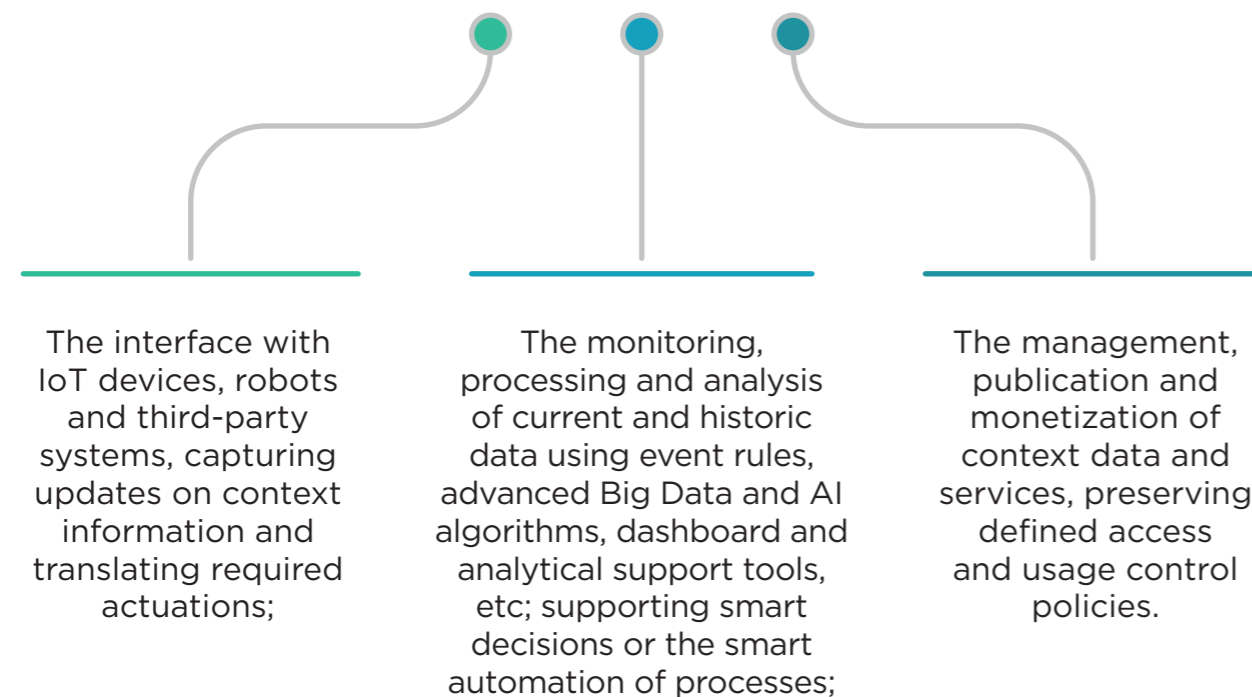 The interface with
IoT devices, robots
and third-party
systems, capturing
updates on context
information and
translating required
actuations;
The monitoring,
processing and analysis
of current and historic
data using event rules,
advanced Big Data and AI
algorithms, dashboard and
analytical support tools,
etc; supporting smart
decisions or the smart
automation of processes;
The management,
publication and
monetization of
context data and
services, preserving
defined access
and usage control
policies.